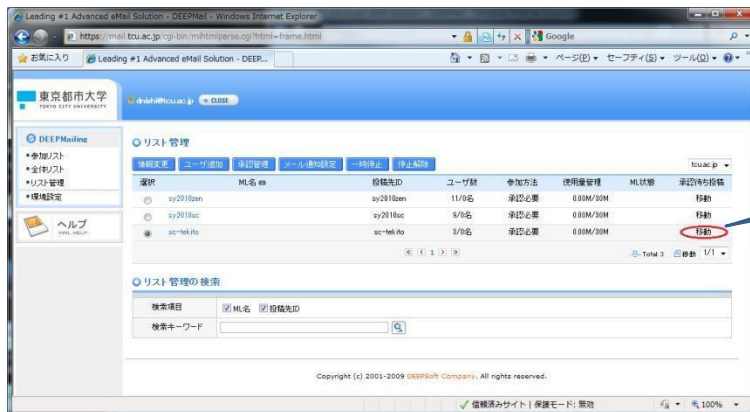 Leading #1 Advanced eMail Solution - DEEPMail - Windows Internet Explorer
https://mail.tcu.ac.jp/cgi-bin/mlhtmlparse.cgi?html=frame.html
Google
お気に入り Leading #1 Advanced eMail Solution - DEEP...
ページ(P) セーフティ(S) ツール(O)
東京都市大学
TOKYO CITY UNIVERSITY
dnishi@tcu.ac.jp CLOSE
DEEPMailing
•参加リスト
•全体リスト
•リスト管理
•環境設定
ヘルプ
MAIL HELP
リスト管理
情報変更 ユーザ追加 承認管理 メール通知設定 一時停止 停止解除 tcu.ac.jp
選択 ML名 投稿先ID ユーザ数 参加方法 使用量管理 ML状態 承認待ち投稿
sy2010zen sy2010zen 11/0名 承認必要 0.00M/30M 移動
sy2010sc sy2010sc 9/0名 承認必要 0.00M/30M 移動
sc-tekito sc-tekito 3/0名 承認必要 0.00M/30M 移動
1 Total 3 移動 1/1
リスト管理の検索
検索項目 ML名 投稿先ID
検索キーワード
Copyright (c) 2001-2009 DEEPSoft Company. All rights reserved.
信頼済みサイト | 保護モード: 無効 100%